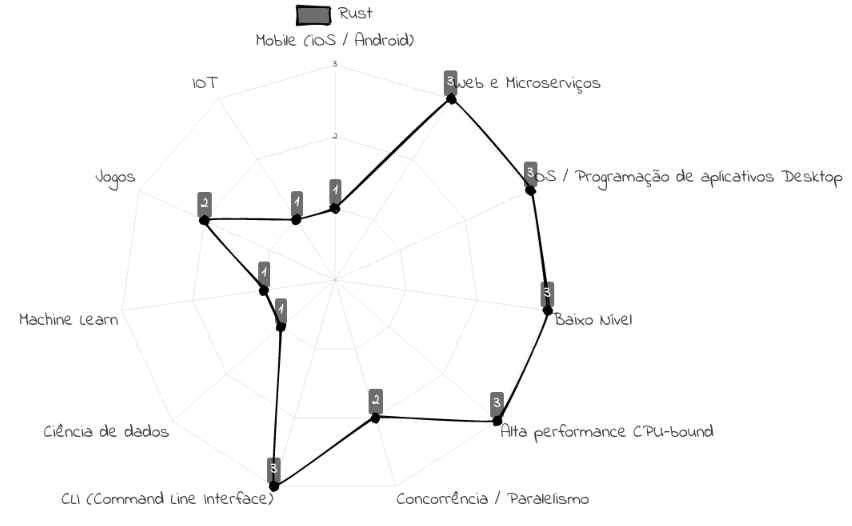 Rust
Mobile (iOS / Android)
3
3
Web e Microserviços
IOT
2
3
OS / Programação de aplicativos Desktop
Jogos
2
1
1
1
3
Machine Learn
Baixo Nível
1
2
3
Ciência de dados
Alta performance CPU-bound
3
CLI (Command Line Interface)
Concorrência / Paralelismo